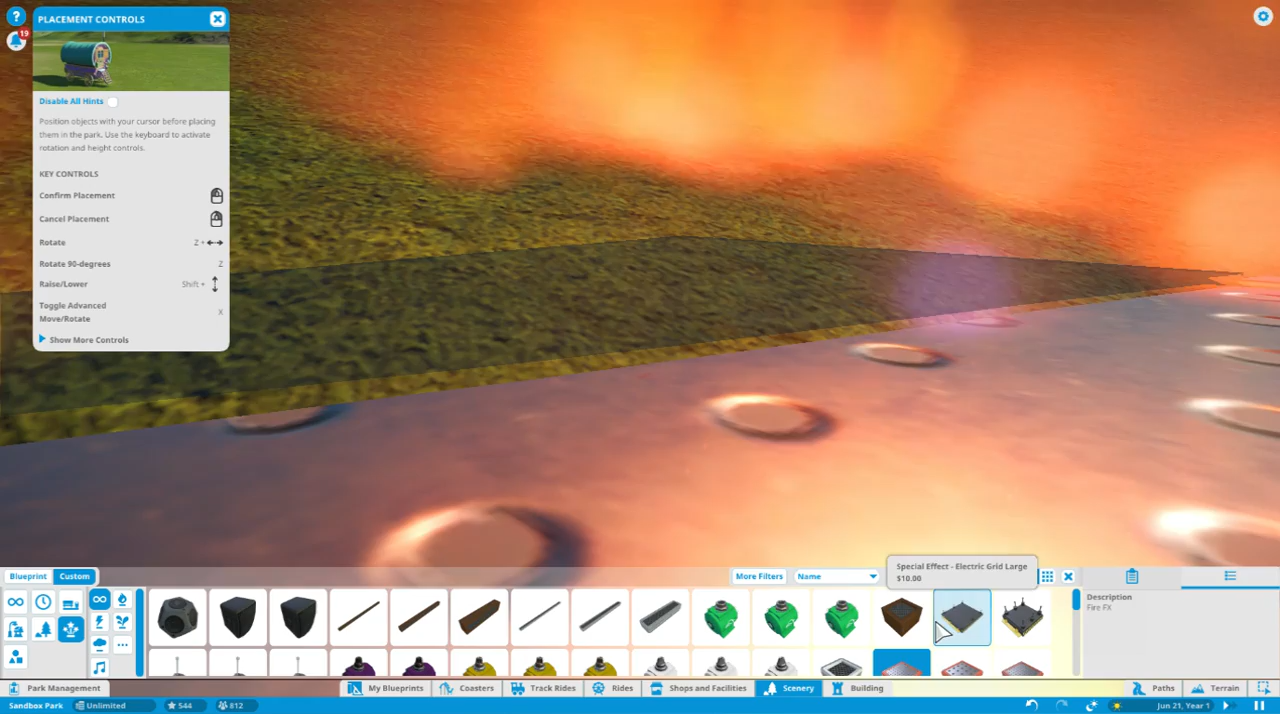 ?
PLACEMENT CONTROLS
19
Disable All Hints
Position objects with your cursor before placing
them in the park. Use the keyboard to activate
rotation and height controls.
KEY CONTROLS
Confirm Placement
Cancel Placement
Rotate Z +
Rotate 90-degrees Z
Raise/Lower Shift +
Toggle Advanced
Move/Rotate X
Show More Controls
Special Effect - Electric Grid Large
$10.00
Blueprint Custom More Filters Name
Description
Fire FX
Park Management My Blueprints Coasters Track Rides Rides Shops and Facilities Scenery Building Paths Terrain
Sandbox Park Unlimited 544 812 Jun 21, Year 1